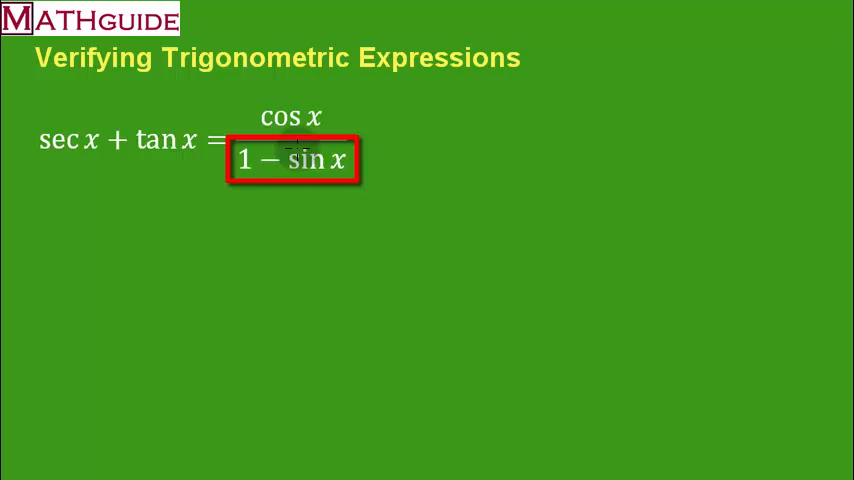 MATHGUIDE
Verifying Trigonometric Expressions
sec x + tan x = cos x / 1 − sin x